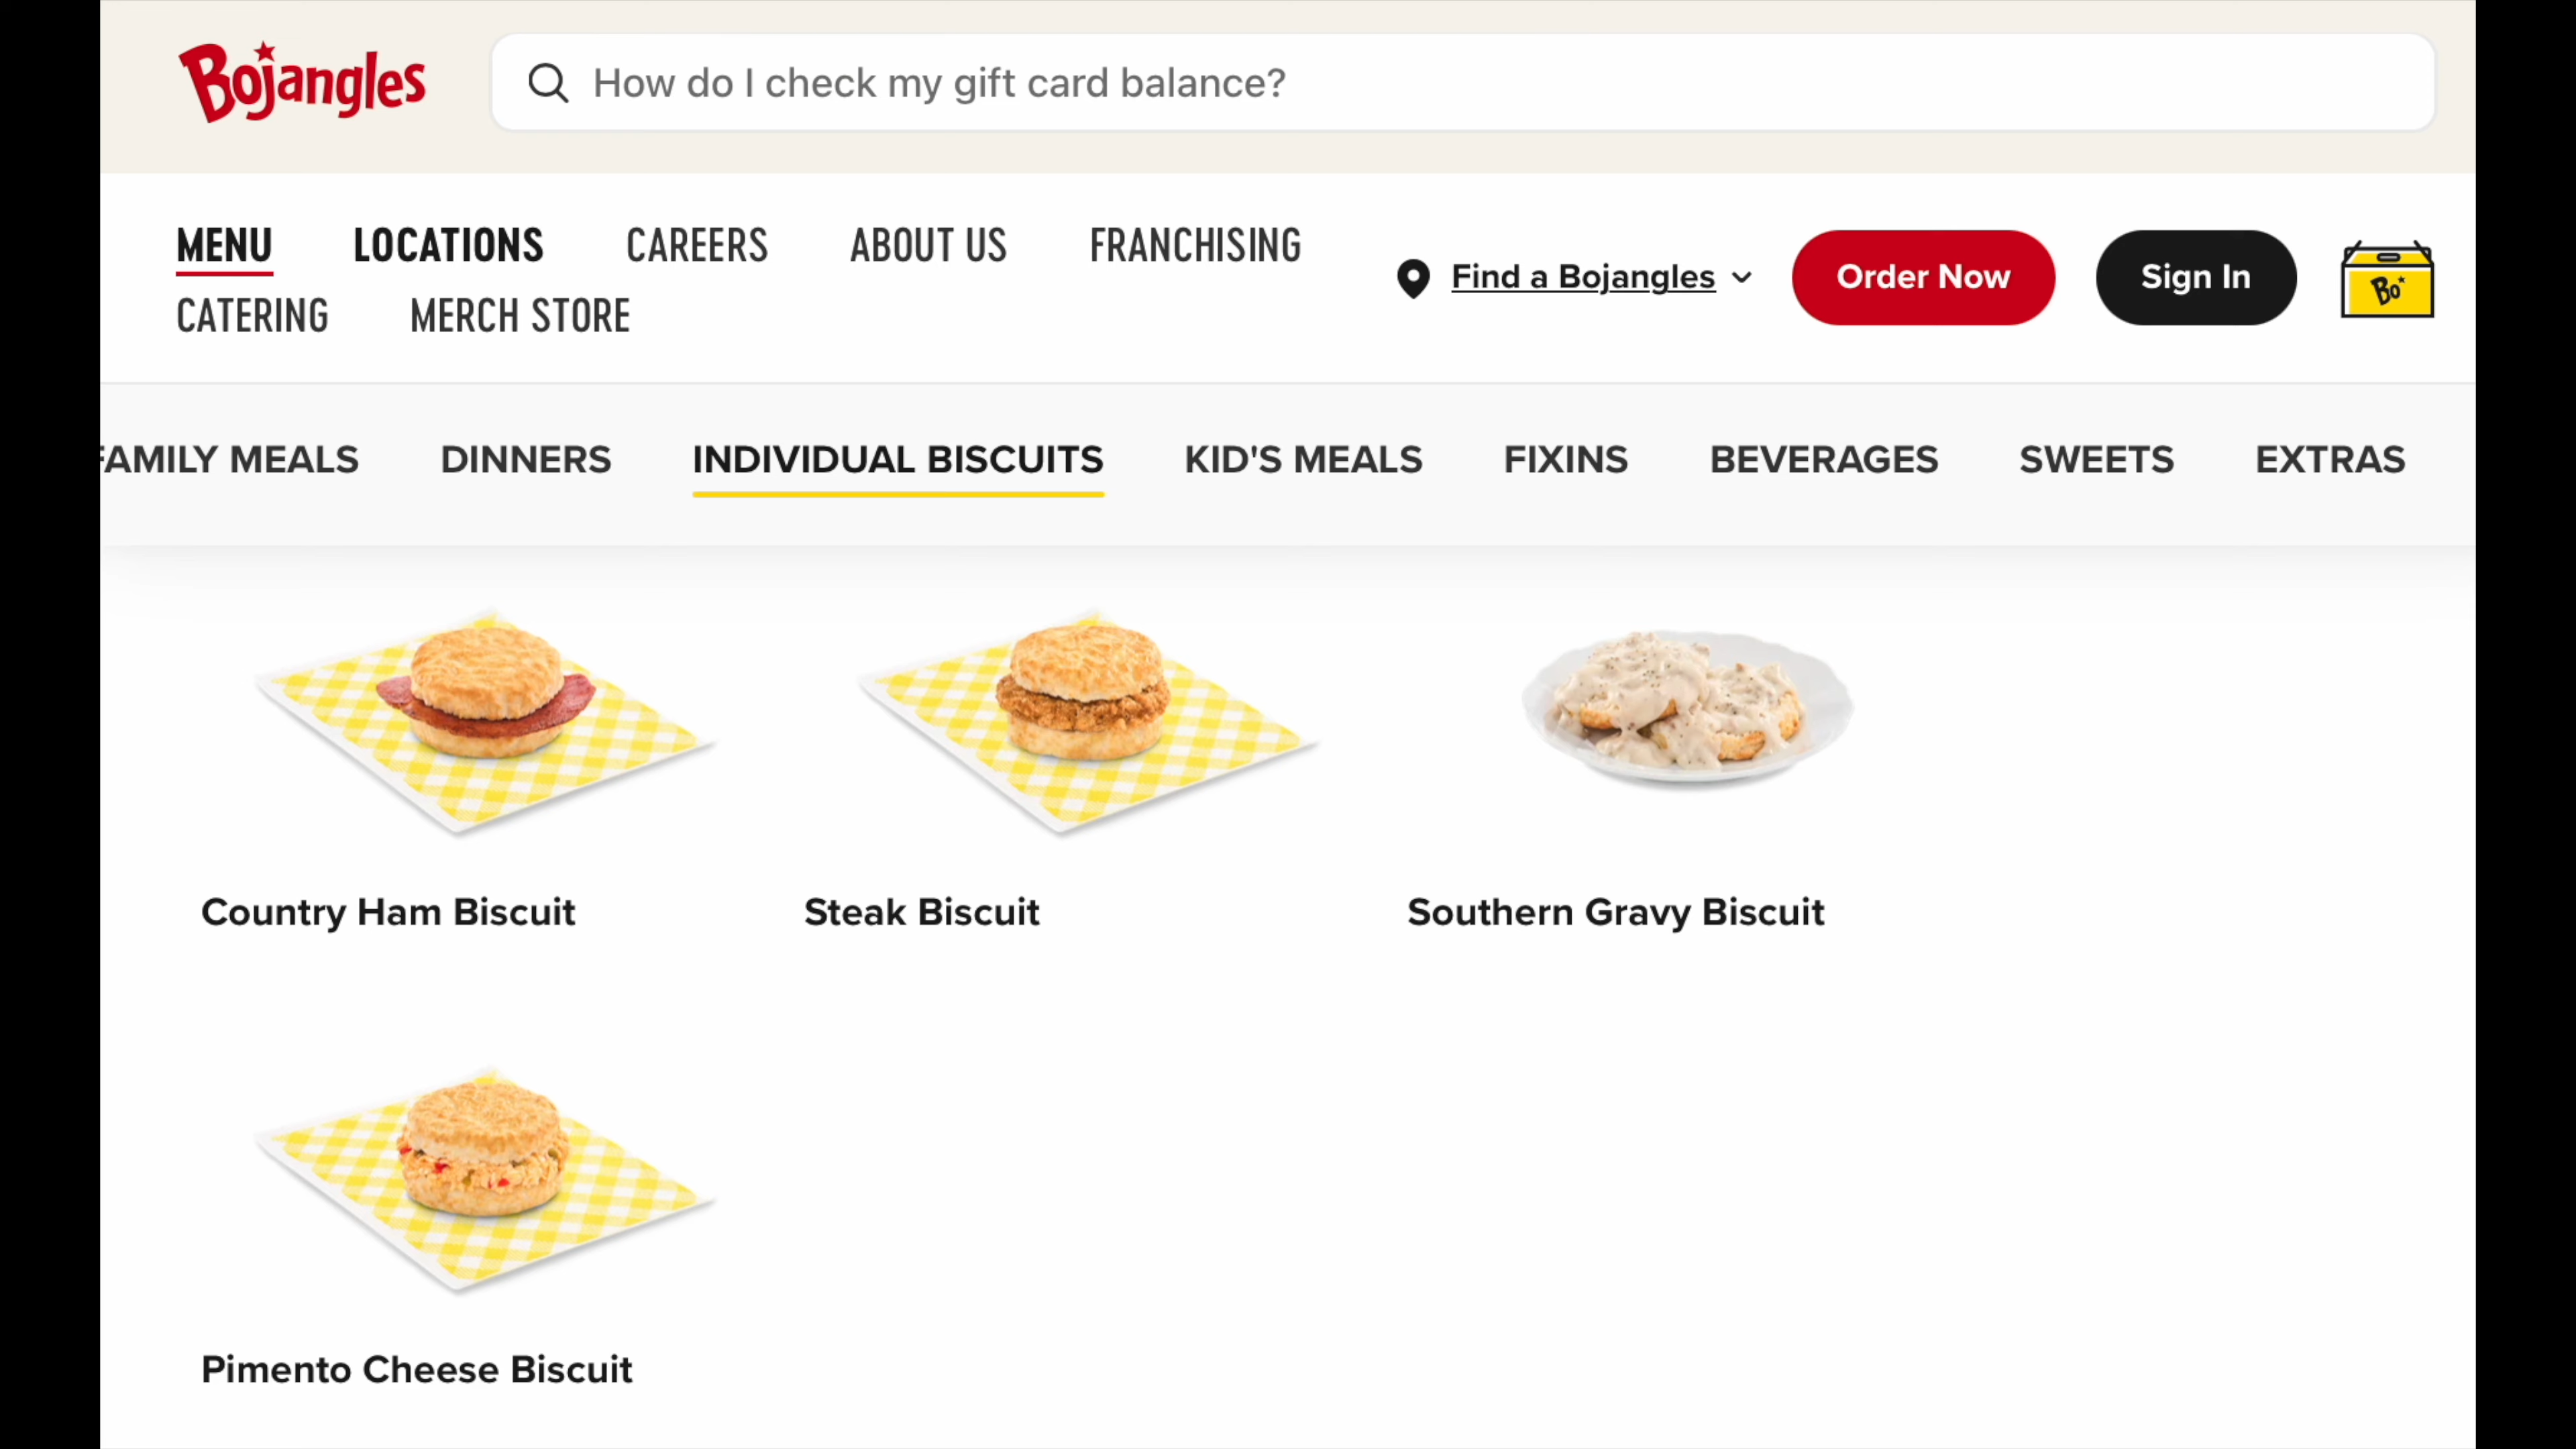 Bojangles
How do I check my gift card balance?
MENU LOCATIONS CAREERS ABOUT US FRANCHISING
CATERING MERCH STORE
Find a Bojangles
Order Now
Sign In
Bo
FAMILY MEALS DINNERS INDIVIDUAL BISCUITS KID'S MEALS FIXINS BEVERAGES SWEETS EXTRAS
Country Ham Biscuit
Steak Biscuit
Southern Gravy Biscuit
Pimento Cheese Biscuit